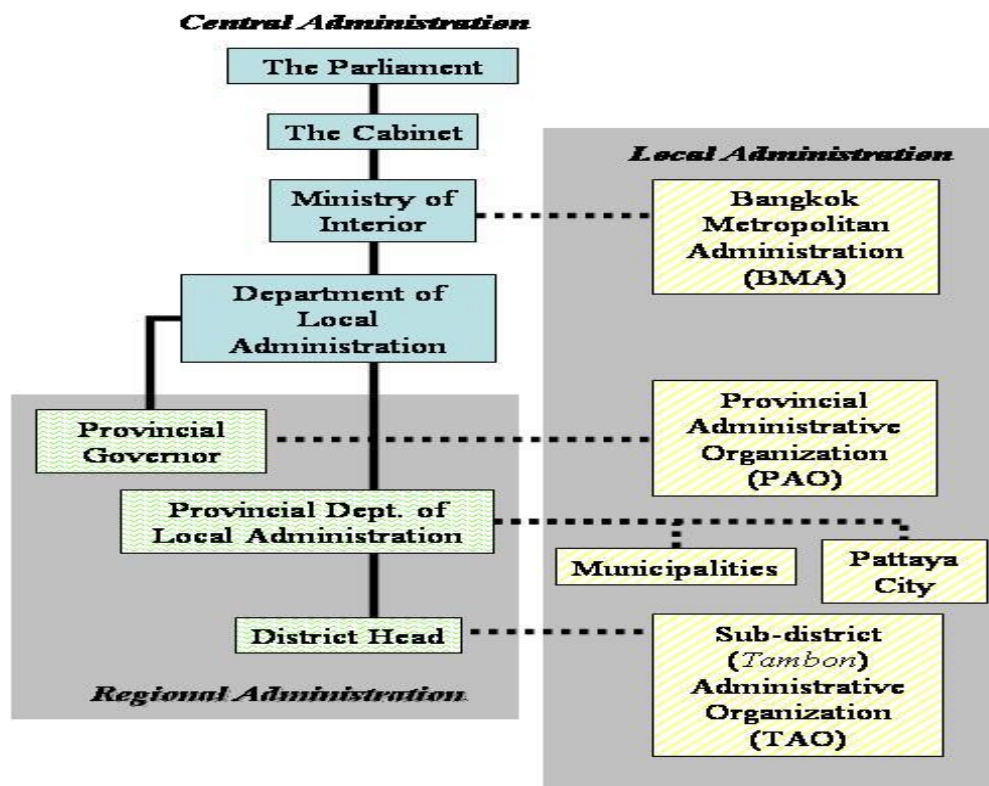 Central Administration
The Parliament
The Cabinet
Ministry of
Interior
Department of
Local
Administration
Local Administration
Bangkok
Metropolitan
Administration
(BMA)
Provincial
Governor
Provincial
Administrative
Organization
(PAO)
Provincial Dept. of
Local Administration
Municipalities
Pattaya
City
District Head
Sub-district
(Tambon)
Administrative
Organization
(TAO)
Regional Administration